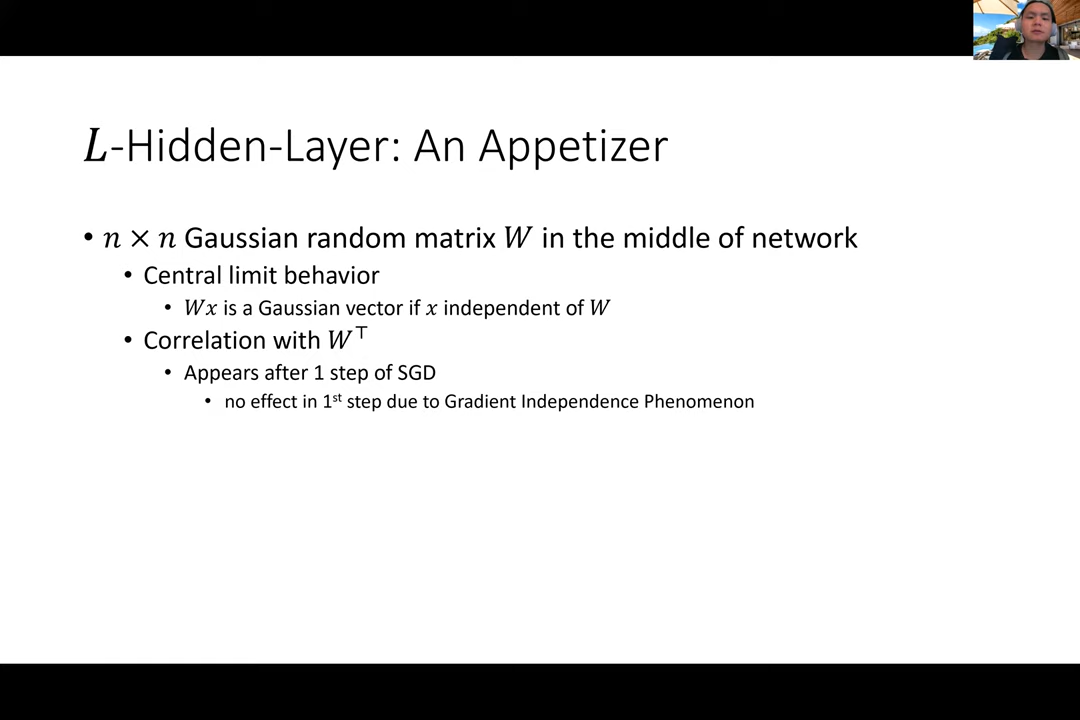 L-Hidden-Layer: An Appetizer
• n × n Gaussian random matrix W in the middle of network
• Central limit behavior
• Wx is a Gaussian vector if x independent of W
• Correlation with W⊤
• Appears after 1 step of SGD
• no effect in 1st step due to Gradient Independence Phenomenon